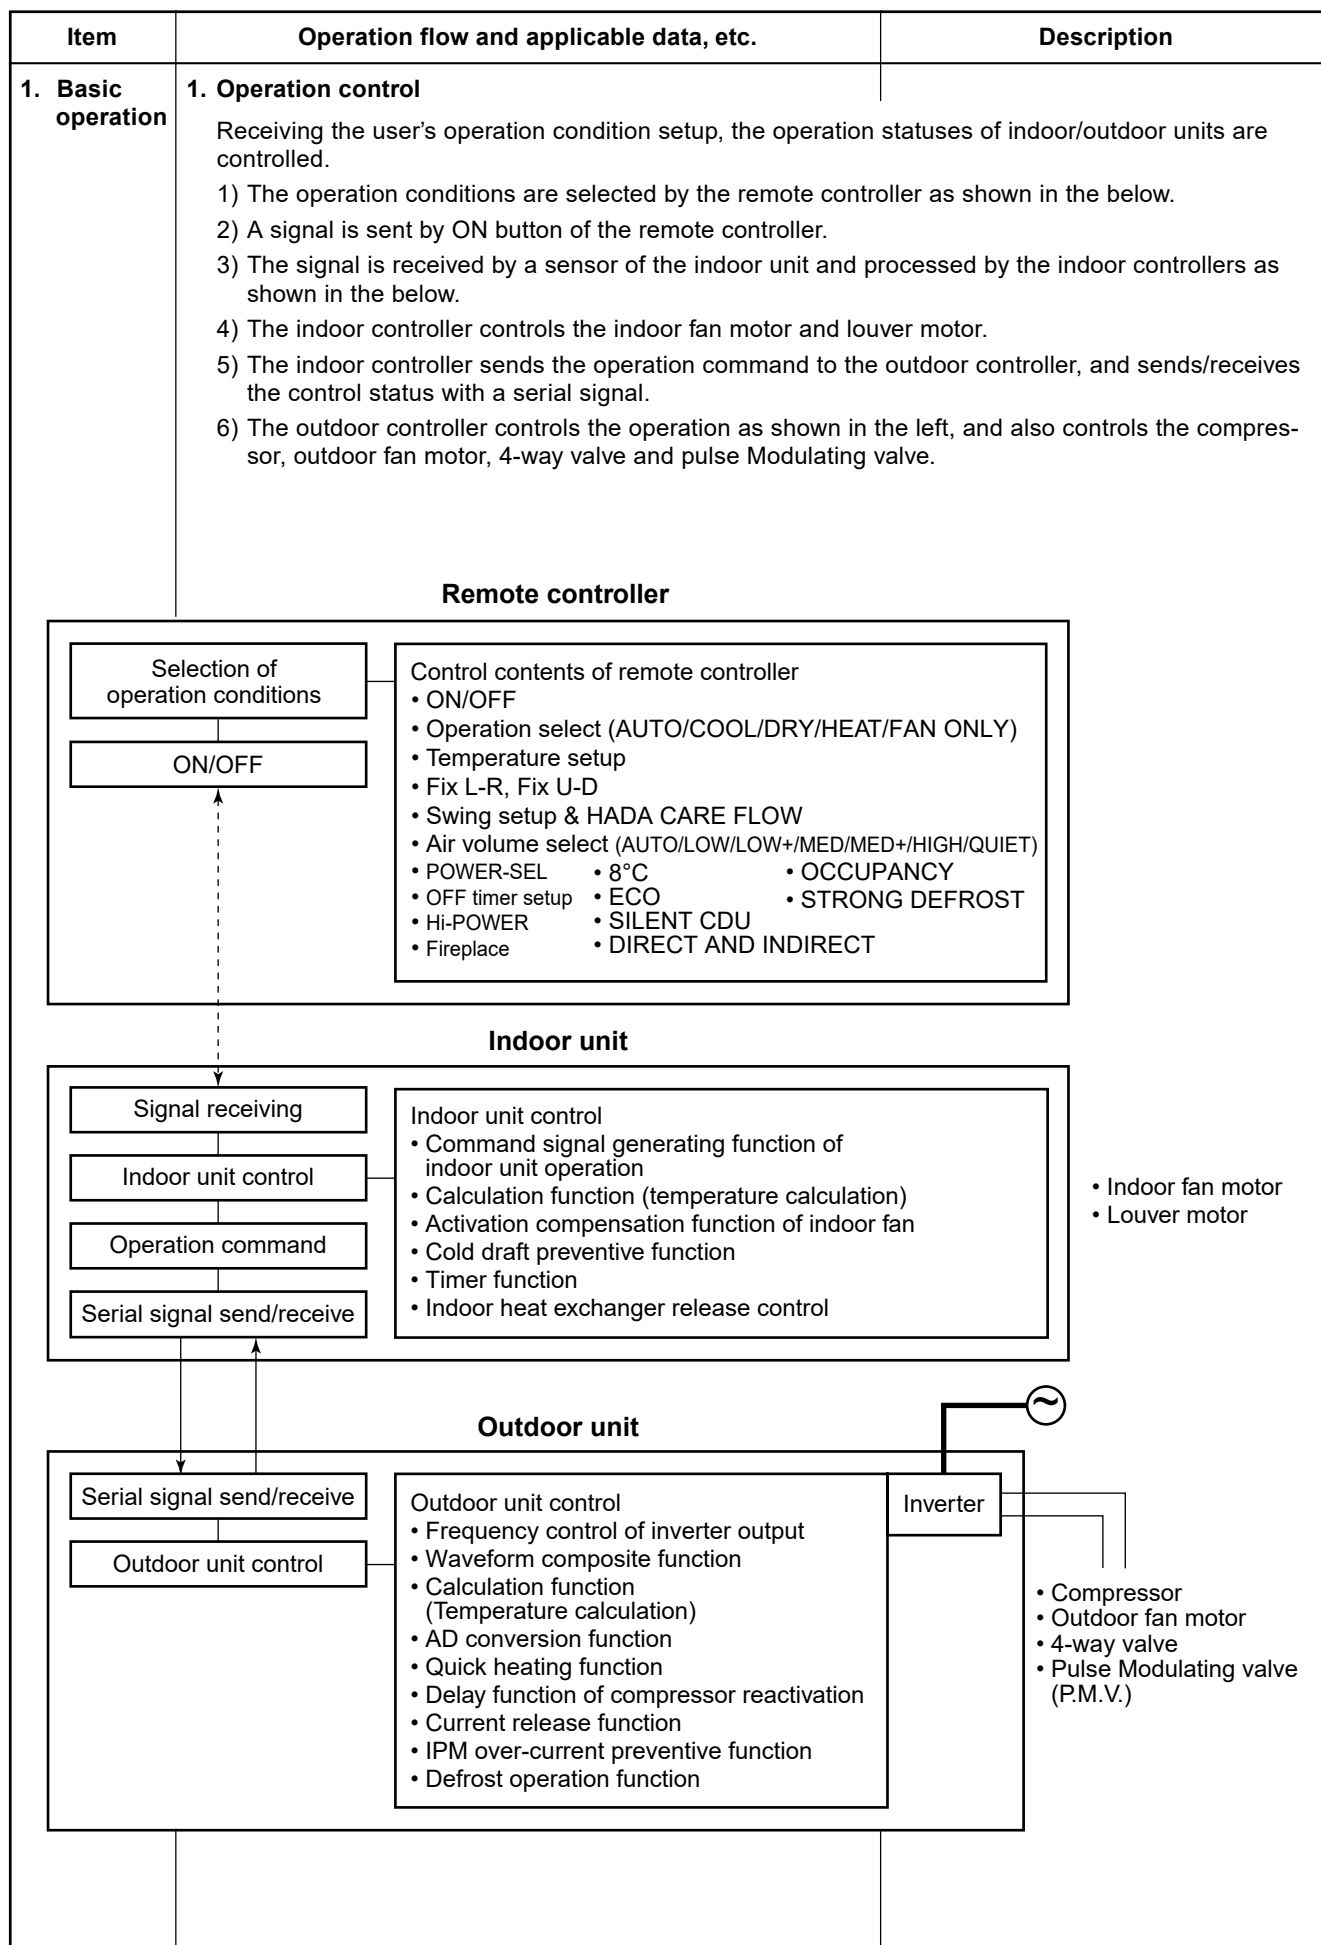 Item
Operation flow and applicable data, etc.
Description
1. Basic
operation
1. Operation control
Receiving the user's operation condition setup, the operation statuses of indoor/outdoor units are
controlled.
1) The operation conditions are selected by the remote controller as shown in the below.
2) A signal is sent by ON button of the remote controller.
3) The signal is received by a sensor of the indoor unit and processed by the indoor controllers as
shown in the below.
4) The indoor controller controls the indoor fan motor and louver motor.
5) The indoor controller sends the operation command to the outdoor controller, and sends/receives
the control status with a serial signal.
6) The outdoor controller controls the operation as shown in the left, and also controls the compres-
sor, outdoor fan motor, 4-way valve and pulse Modulating valve.
Remote controller
Selection of
operation conditions
ON/OFF
Control contents of remote controller
• ON/OFF
• Operation select (AUTO/COOL/DRY/HEAT/FAN ONLY)
• Temperature setup
• Fix L-R, Fix U-D
• Swing setup & HADA CARE FLOW
• Air volume select (AUTO/LOW/LOW+/MED/MED+/HIGH/QUIET)
• POWER-SEL
• OFF timer setup
• Hi-POWER
• Fireplace
• 8°C
• ECO
• SILENT CDU
• DIRECT AND INDIRECT
• OCCUPANCY
• STRONG DEFROST
Indoor unit
Signal receiving
Indoor unit control
Operation command
Serial signal send/receive
Indoor unit control
• Command signal generating function of
indoor unit operation
• Calculation function (temperature calculation)
• Activation compensation function of indoor fan
• Cold draft preventive function
• Timer function
• Indoor heat exchanger release control
• Indoor fan motor
• Louver motor
~
Outdoor unit
Serial signal send/receive
Outdoor unit control
Outdoor unit control
• Frequency control of inverter output
• Waveform composite function
• Calculation function
(Temperature calculation)
• AD conversion function
• Quick heating function
• Delay function of compressor reactivation
• Current release function
• IPM over-current preventive function
• Defrost operation function
Inverter
• Compressor
• Outdoor fan motor
• 4-way valve
• Pulse Modulating valve
(P.M.V.)